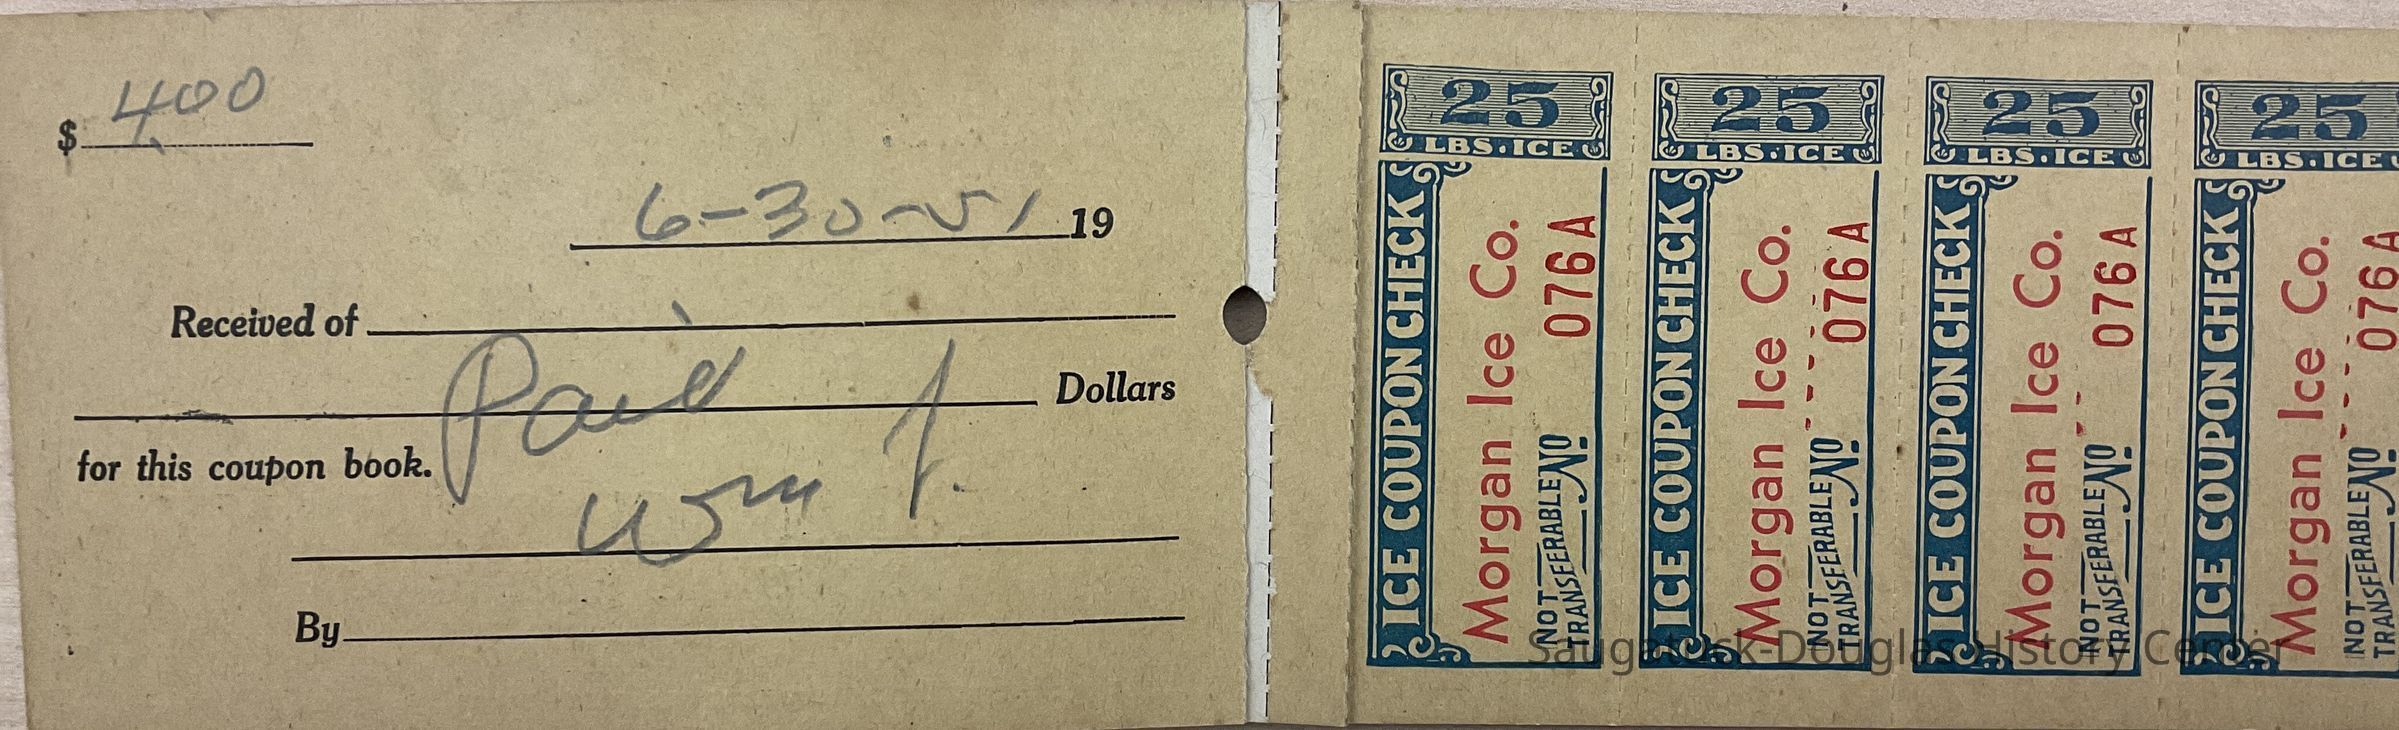 $ 400
6-30-51 19
Received of
Paid
Dollars
for this coupon book.
Wm J.
By
25
LBS. ICE
ICE COUPON CHECK
Morgan Ice Co.
NOT TRANSFERABLE No 076A
25
LBS. ICE
ICE COUPON CHECK
Morgan Ice Co.
NOT TRANSFERABLE No 076A
25
LBS. ICE
ICE COUPON CHECK
Morgan Ice Co.
NOT TRANSFERABLE No 076A
25
LBS. ICE
ICE COUPON CHECK
Morgan Ice Co.
NOT TRANSFERABLE No 076A
Saugatuck-Douglas History Center